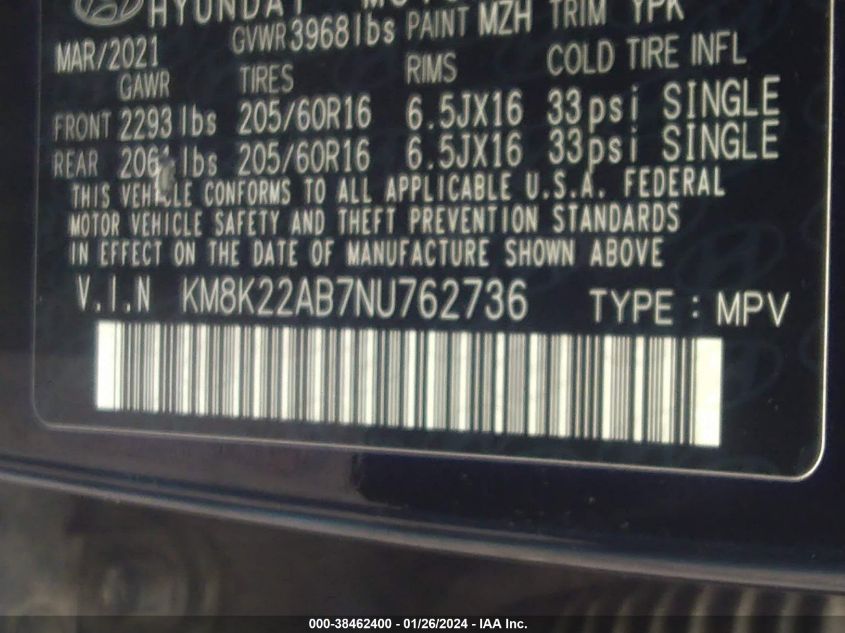 HYUNDAI
GVWR 3968 lbs PAINT MZH TRIM YPK
MAR/2021
GAWR TIRES RIMS COLD TIRE INFL
FRONT 2293 lbs 205/60R16 6.5JX16 33psi SINGLE
REAR 2061 lbs 205/60R16 6.5JX16 33psi SINGLE
THIS VEHICLE CONFORMS TO ALL APPLICABLE U.S.A. FEDERAL
MOTOR VEHICLE SAFETY AND THEFT PREVENTION STANDARDS
IN EFFECT ON THE DATE OF MANUFACTURE SHOWN ABOVE
V.I.N KM8K22AB7NU762736 TYPE : MPV
000-38462400 - 01/26/2024 - IAA Inc.